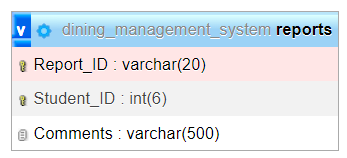 v dining_management_system reports
Report_ID : varchar(20)
Student_ID : int(6)
Comments : varchar(500)